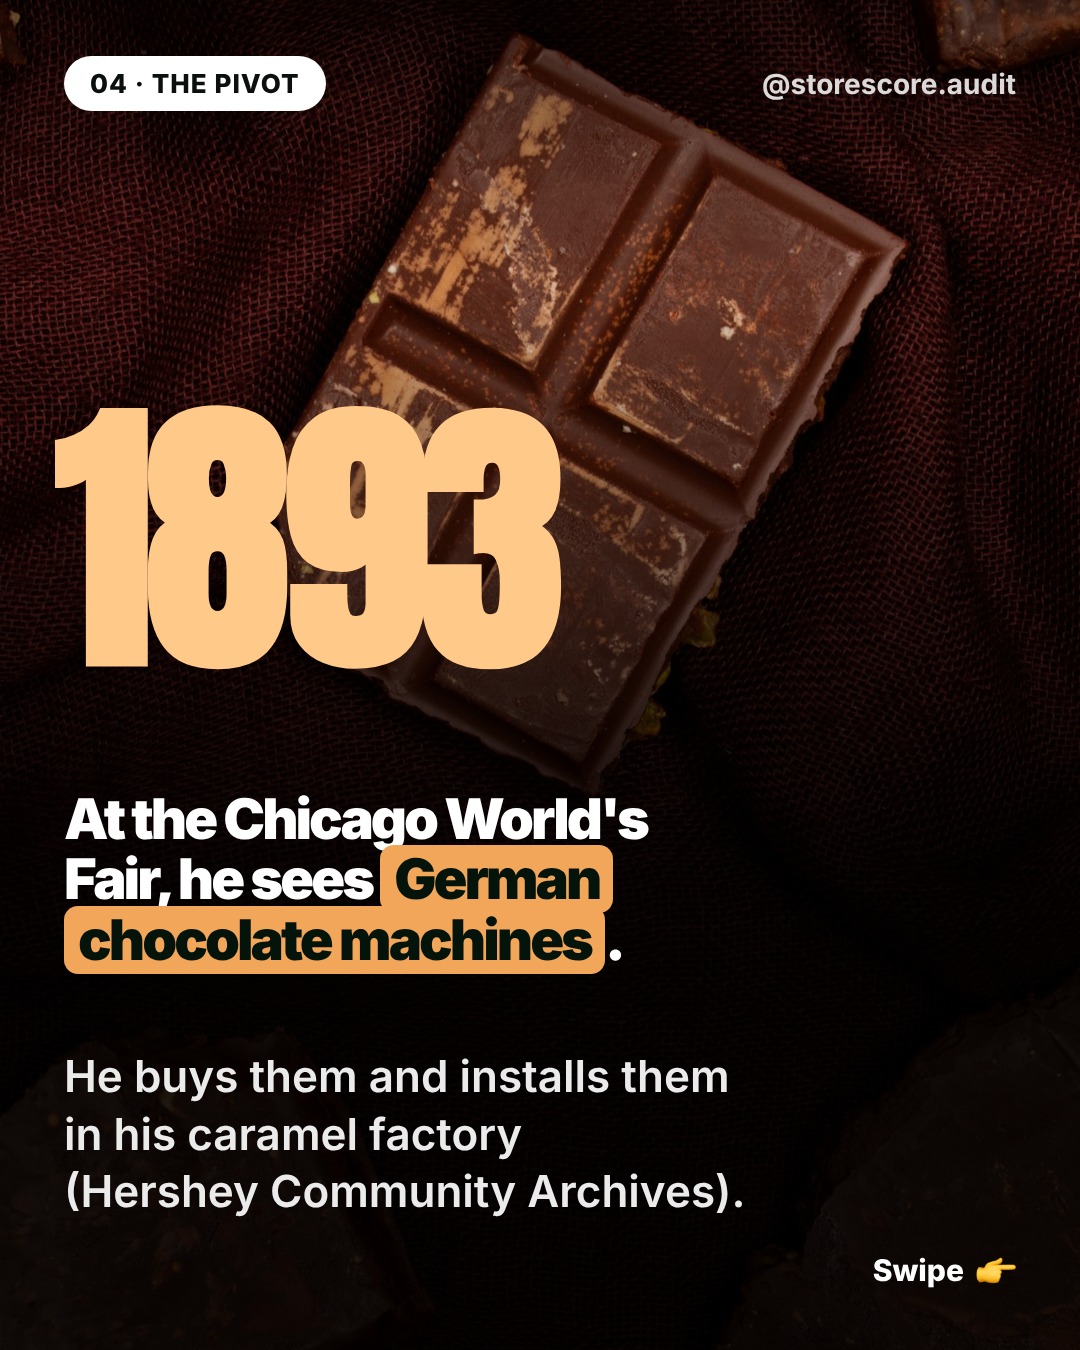 04 · THE PIVOT
@storescore.audit
1893
At the Chicago World's
Fair, he sees German
chocolate machines.
He buys them and installs them
in his caramel factory
(Hershey Community Archives).
Swipe 👉